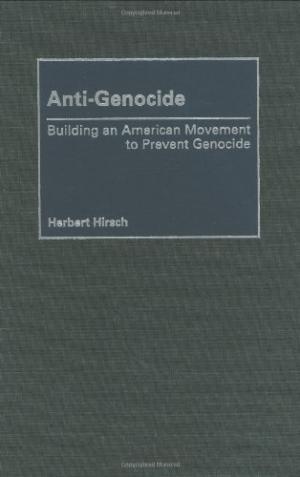 Anti-Genocide
Building an American Movement
to Prevent Genocide
Herbert Hirsch